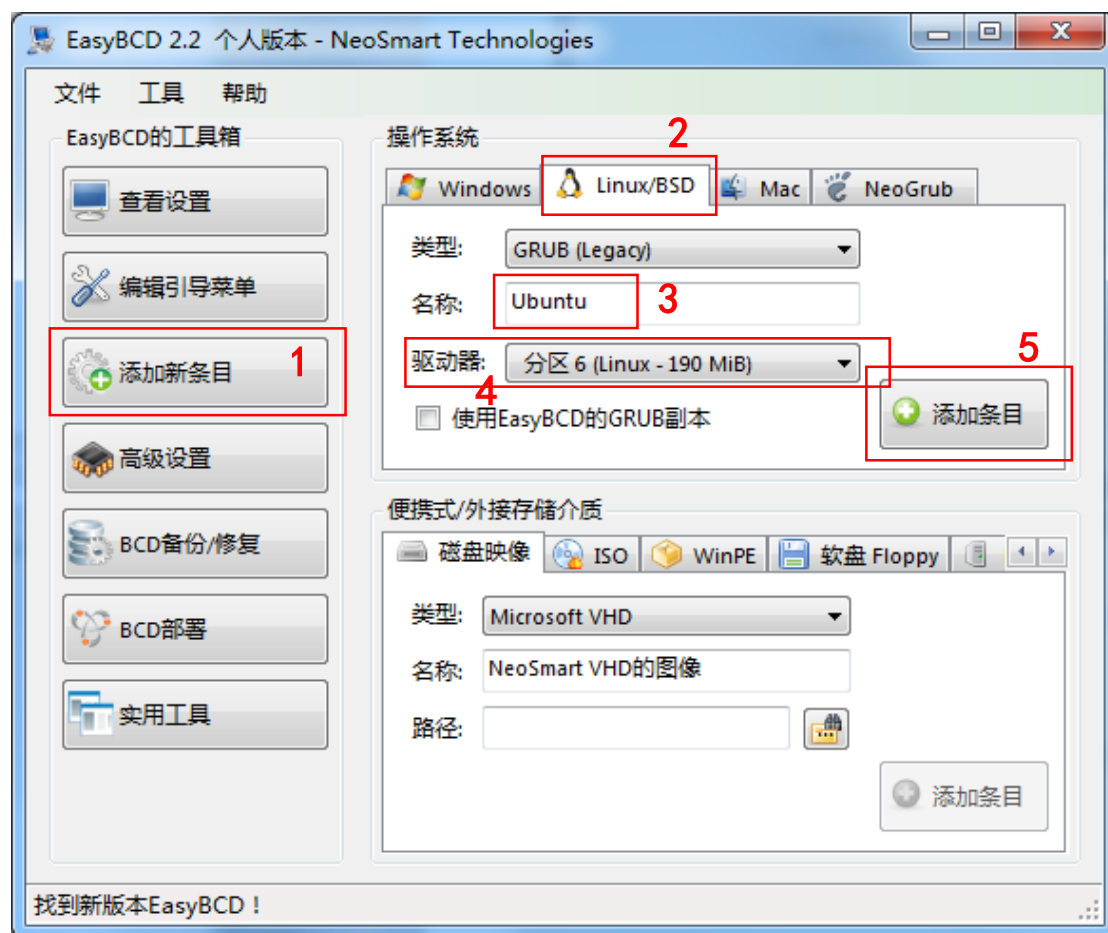 EasyBCD 2.2 个人版本 - NeoSmart Technologies
文件 工具 帮助
EasyBCD的工具箱
查看设置
编辑引导菜单
添加新条目 1
高级设置
BCD备份/修复
BCD部署
实用工具
操作系统
2
Windows Linux/BSD Mac NeoGrub
类型: GRUB (Legacy)
名称: Ubuntu 3
驱动器: 分区 6 (Linux - 190 MiB)
4
使用EasyBCD的GRUB副本
5
添加条目
便携式/外接存储介质
磁盘映像 ISO WinPE 软盘 Floppy
类型: Microsoft VHD
名称: NeoSmart VHD的图像
路径:
添加条目
找到新版本EasyBCD！